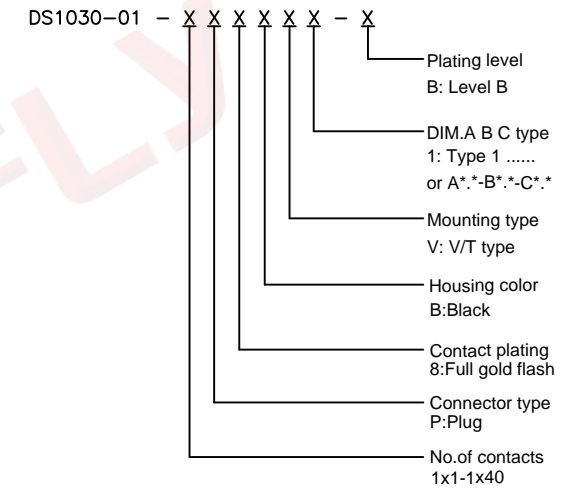 DS1030-01 - X X X X X X - X
Plating level
B: Level B
DIM.A B C type
1: Type 1 ......
or A*.*-B*.*-C*.*
Mounting type
V: V/T type
Housing color
B:Black
Contact plating
8:Full gold flash
Connector type
P:Plug
No.of contacts
1x1-1x40